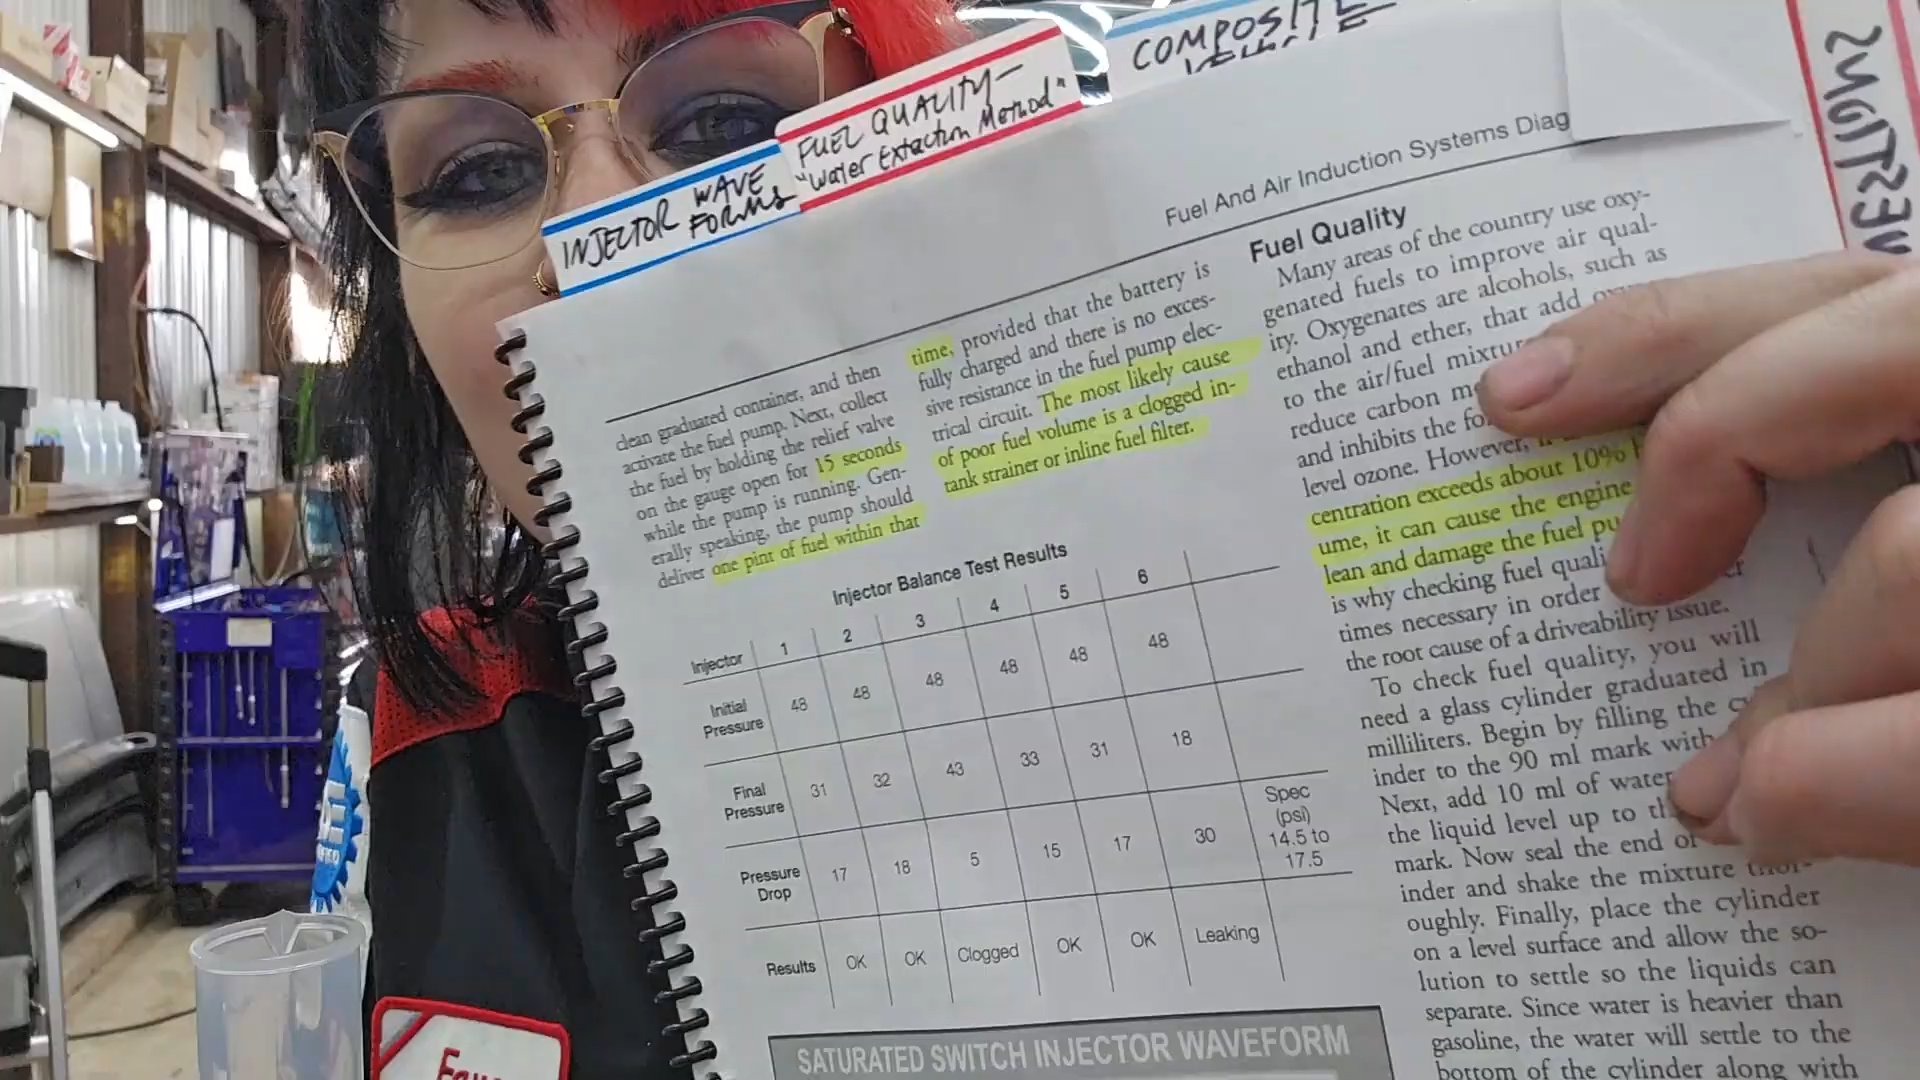 INJECTOR WAVE
FORMS
FUEL QUALITY-
"Water Extaction Method"
COMPOSITE
Fuel And Air Induction Systems Diag
clean graduated container, and then
activate the fuel pump. Next, collect
the fuel by holding the relief valve
on the gauge open for 15 seconds
while the pump is running. Gen-
erally speaking, the pump should
deliver one pint of fuel within that
time, provided that the battery is
fully charged and there is no exces-
sive resistance in the fuel pump elec-
trical circuit. The most likely cause
of poor fuel volume is a clogged in-
tank strainer or inline fuel filter.
Injector Balance Test Results
Injector 1 2 3 4 5 6
Initial
Pressure 48 48 48 48 48 48
Final
Pressure 31 32 43 33 31 18
Pressure
Drop 17 18 5 15 17 30
Spec
(psi)
14.5 to
17.5
Results OK OK Clogged OK OK Leaking
SATURATED SWITCH INJECTOR WAVEFORM
Fuel Quality
Many areas of the country use oxy-
genated fuels to improve air qual-
ity. Oxygenates are alcohols, such as
ethanol and ether, that add
to the air/fuel
reduce carbon
and inhibits the
level ozone. However,
centration exceeds about 10%
ume, it can cause the engine
lean and damage the fuel
is why checking fuel
times necessary in order
the root cause of a driveability issue.
To check fuel quality, you will
need a glass cylinder graduated in
milliliters. Begin by filling the
inder to the 90 ml mark with
Next, add 10 ml of water
the liquid level up to
mark. Now seal the end
inder and shake the mixture thor-
oughly. Finally, place the cylinder
on a level surface and allow the so-
lution to settle so the liquids can
separate. Since water is heavier than
gasoline, the water will settle to the
bottom of the cylinder along with